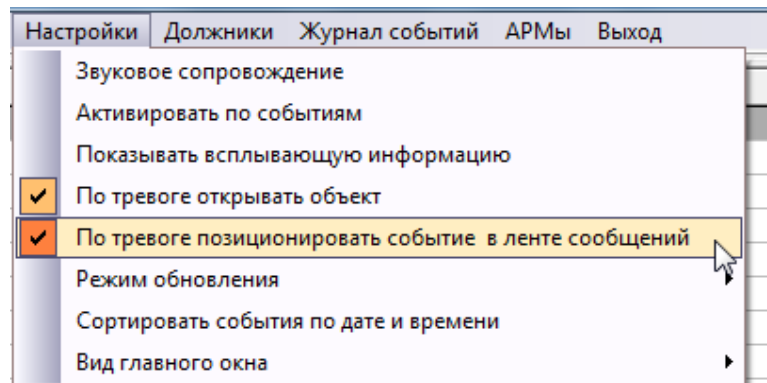 Настройки Должники Журнал событий АРМы Выход
Звуковое сопровождение
Активировать по событиям
Показывать всплывающую информацию
По тревоге открывать объект
По тревоге позиционировать событие в ленте сообщений
Режим обновления
Сортировать события по дате и времени
Вид главного окна